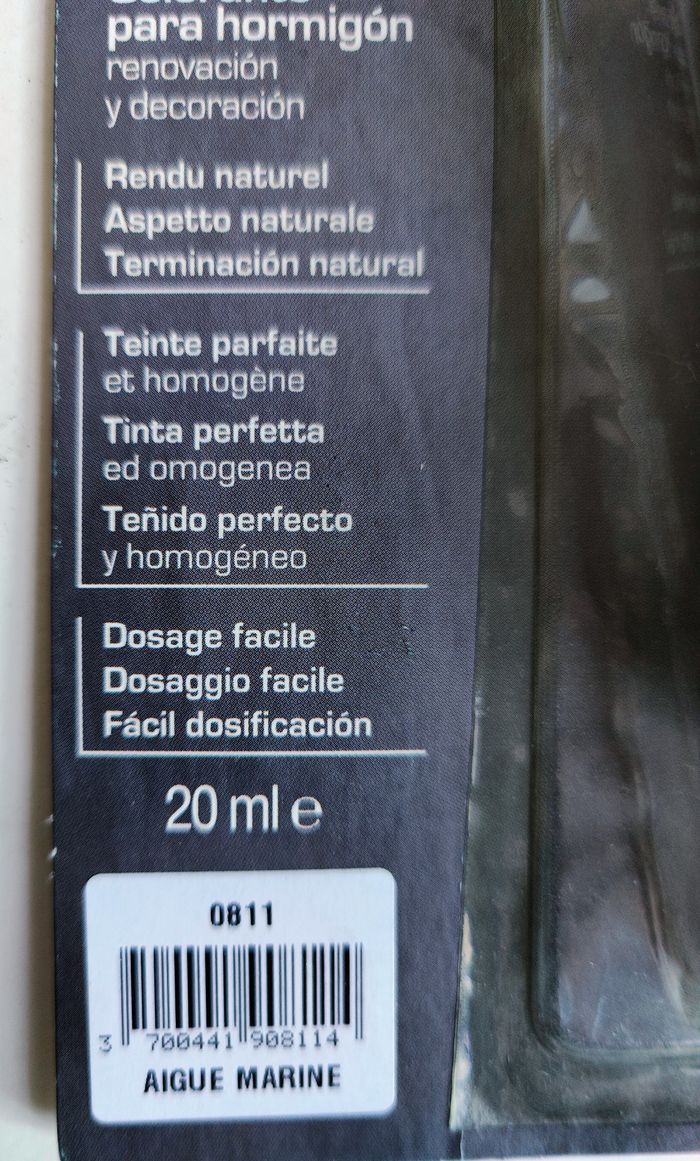 para hormigón
renovación
y decoración
Rendu naturel
Aspetto naturale
Terminación natural
Teinte parfaite
et homogène
Tinta perfetta
ed omogenea
Teñido perfecto
y homogéneo
Dosage facile
Dosaggio facile
Fácil dosificación
20 ml e
0811
3 700441 908114
AIGUE MARINE